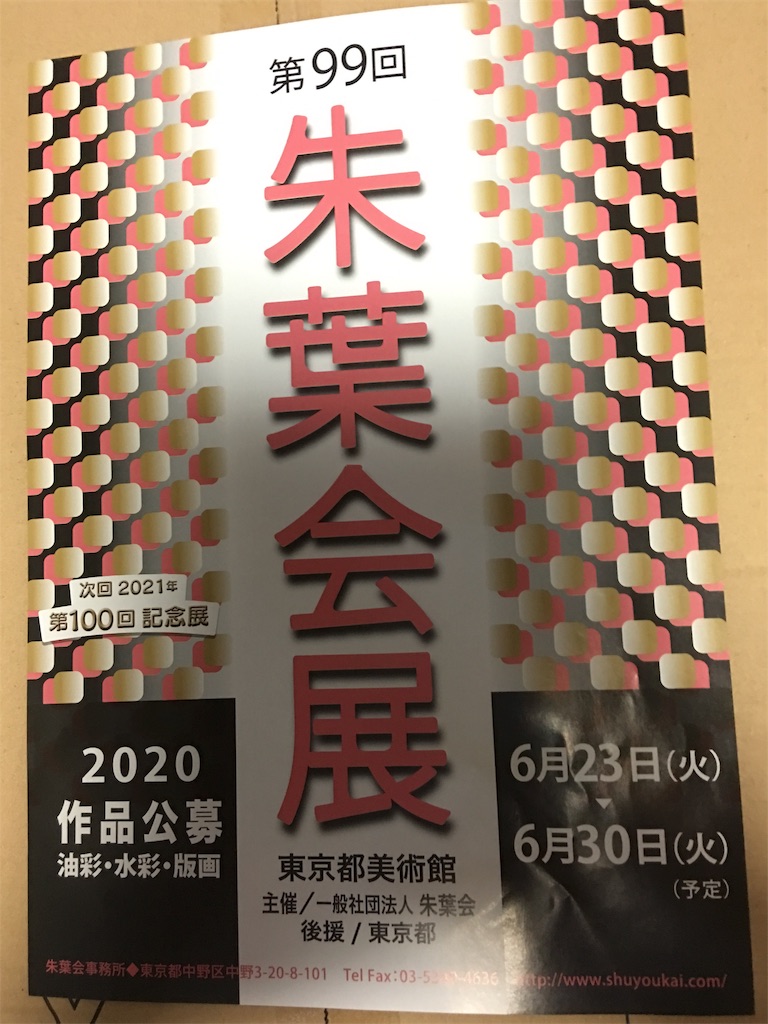 第99回
朱葉会展
次回 2021年
第100回 記念展
2020
作品公募
油彩・水彩・版画
6月23日(火)
▼
6月30日(火)
(予定)
東京都美術館
主催/一般社団法人 朱葉会
後援/東京都
朱葉会事務所◆東京都中野区中野3-20-8-101 Tel Fax:03-4636 http://www.shuyoukai.com/